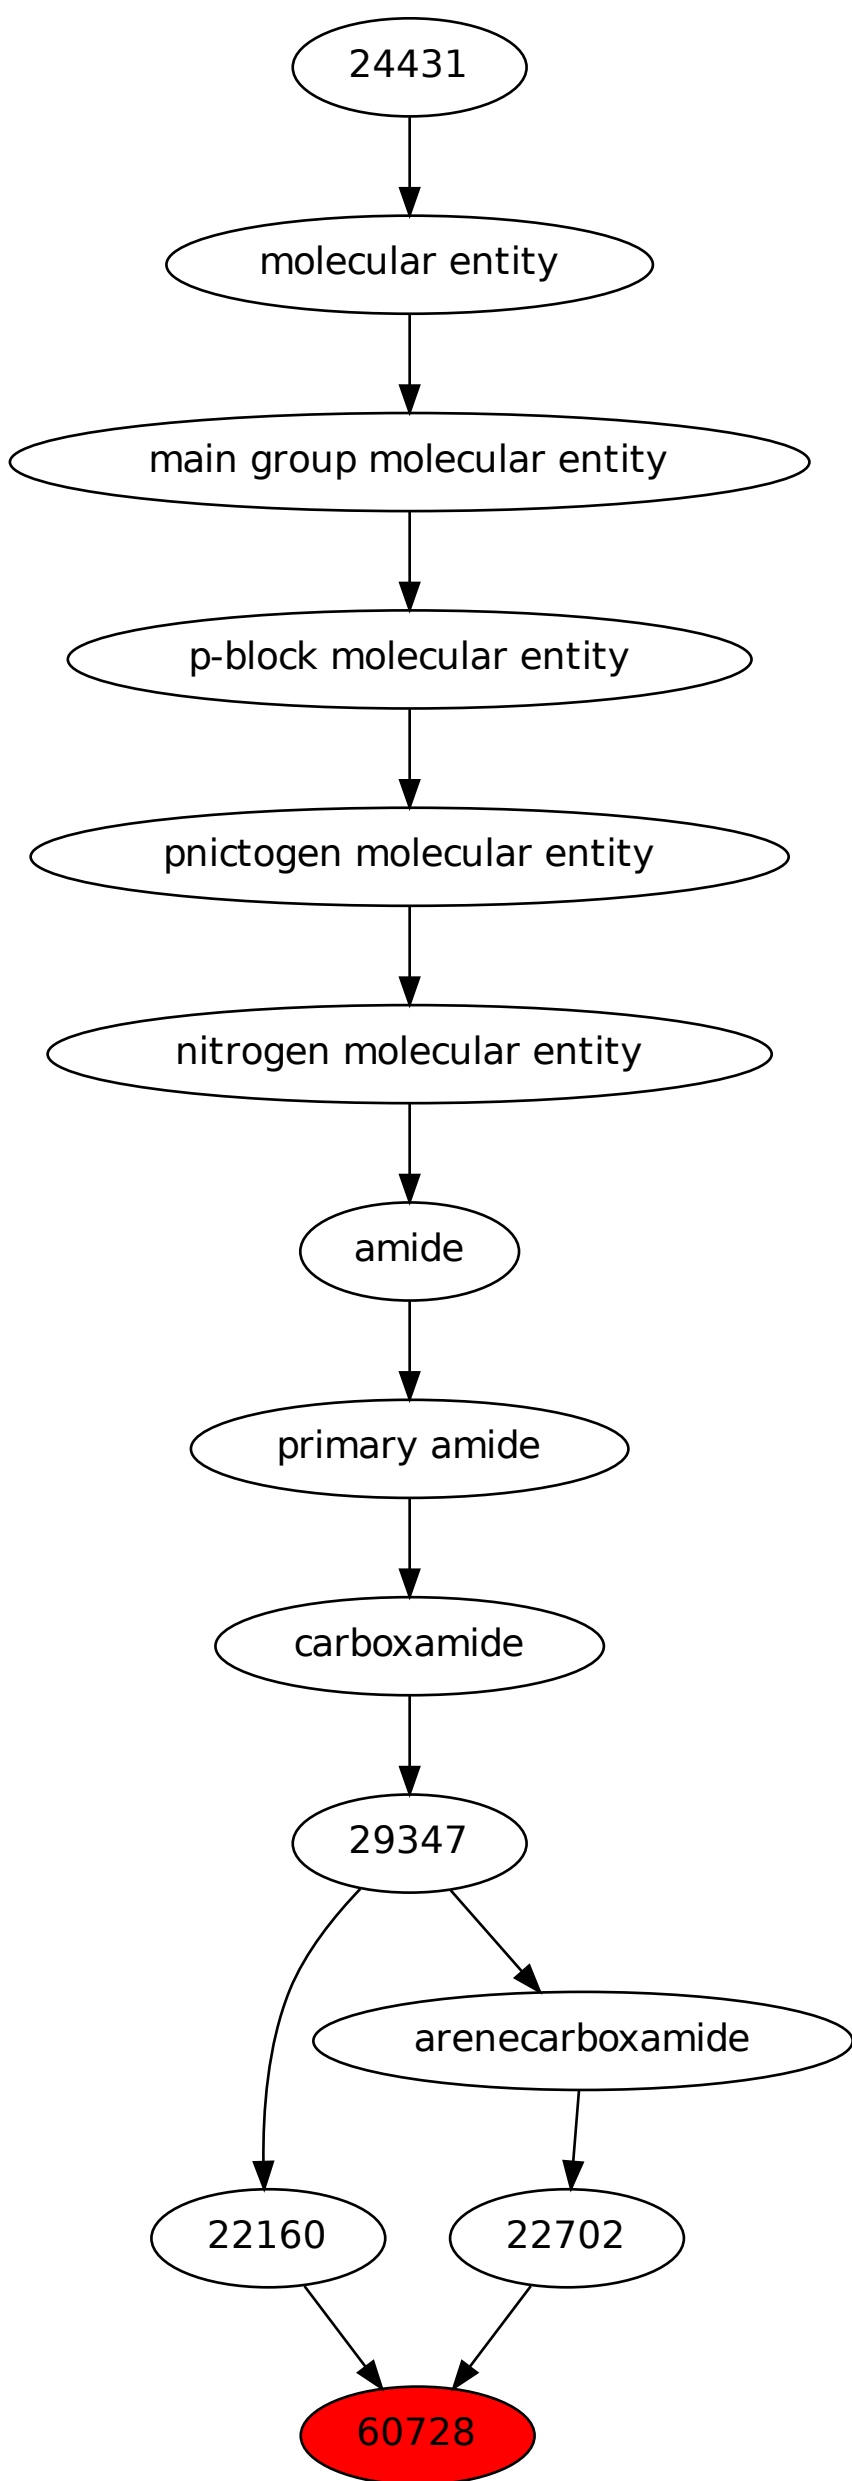 24431
molecular entity
main group molecular entity
p-block molecular entity
pnictogen molecular entity
nitrogen molecular entity
amide
primary amide
carboxamide
29347
arenecarboxamide
22160
22702
60728